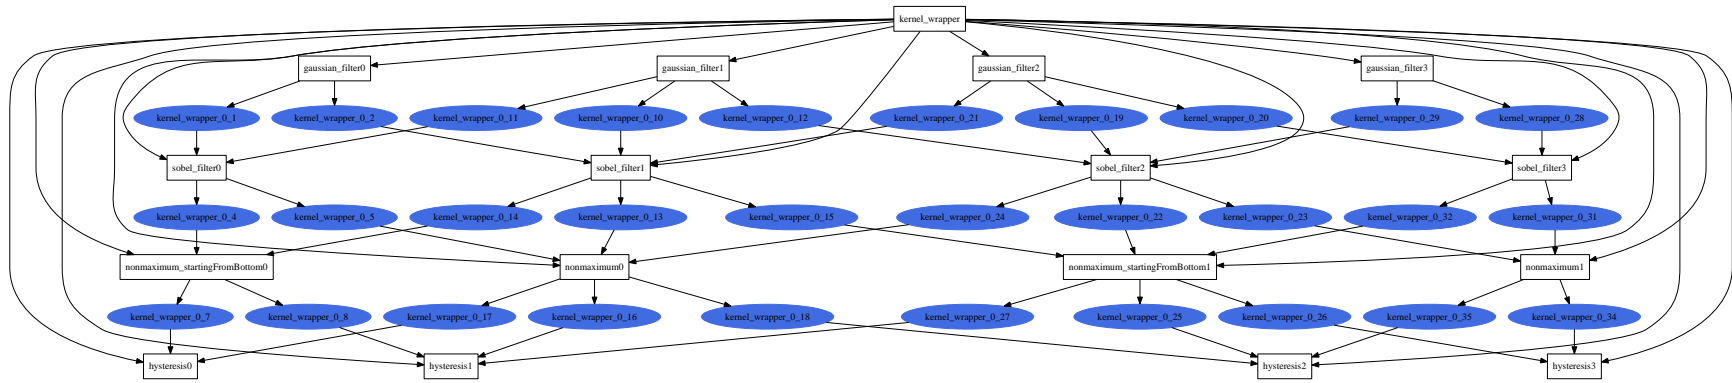 kernel_wrapper
gaussian_filter0
gaussian_filter1
gaussian_filter2
gaussian_filter3
kernel_wrapper_0_1
kernel_wrapper_0_2
kernel_wrapper_0_11
kernel_wrapper_0_10
kernel_wrapper_0_12
kernel_wrapper_0_21
kernel_wrapper_0_19
kernel_wrapper_0_20
kernel_wrapper_0_29
kernel_wrapper_0_28
sobel_filter0
sobel_filter1
sobel_filter2
sobel_filter3
kernel_wrapper_0_4
kernel_wrapper_0_5
kernel_wrapper_0_14
kernel_wrapper_0_13
kernel_wrapper_0_15
kernel_wrapper_0_24
kernel_wrapper_0_22
kernel_wrapper_0_23
kernel_wrapper_0_32
kernel_wrapper_0_31
nonmaximum_startingFromBottom0
nonmaximum0
nonmaximum_startingFromBottom1
nonmaximum1
kernel_wrapper_0_7
kernel_wrapper_0_8
kernel_wrapper_0_17
kernel_wrapper_0_16
kernel_wrapper_0_18
kernel_wrapper_0_27
kernel_wrapper_0_25
kernel_wrapper_0_26
kernel_wrapper_0_35
kernel_wrapper_0_34
hysteresis0
hysteresis1
hysteresis2
hysteresis3